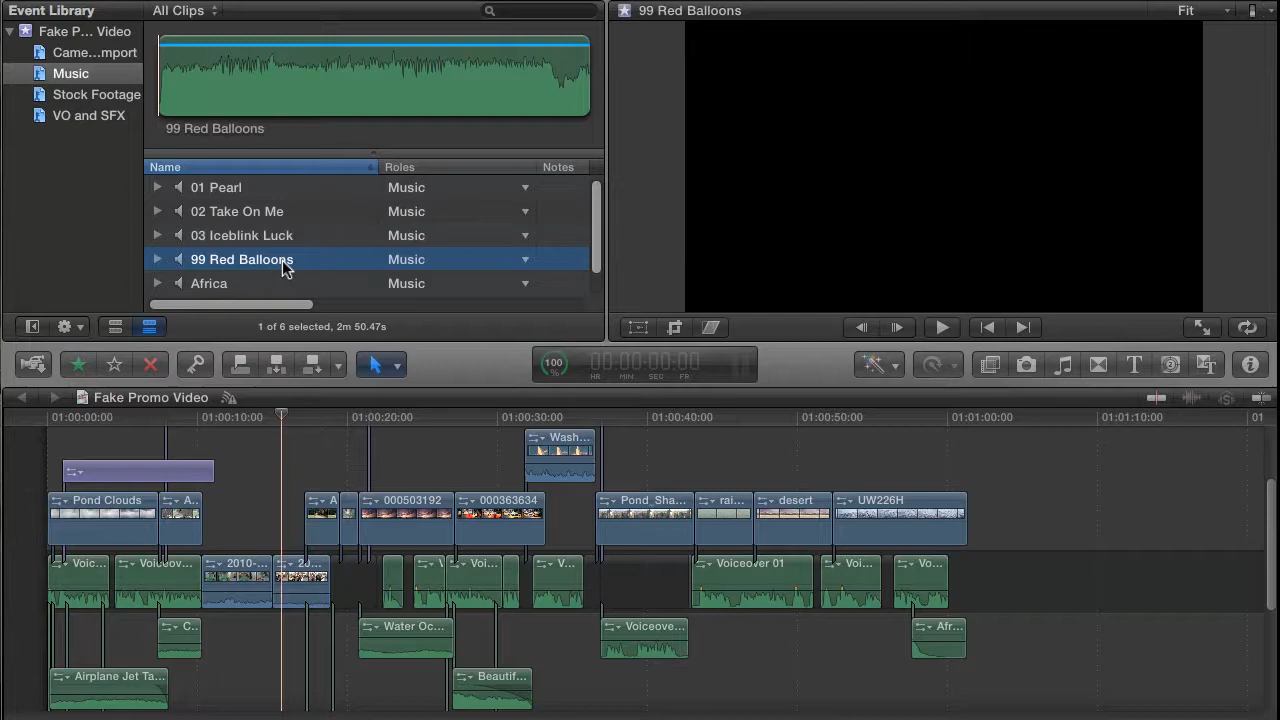 Event Library
All Clips
99 Red Balloons
Fit
Fake P... Video
Came...mport
Music
Stock Footage
VO and SFX
99 Red Balloons
Name
Roles
Notes
01 Pearl
Music
02 Take On Me
Music
03 Iceblink Luck
Music
99 Red Balloons
Music
Africa
Music
1 of 6 selected, 2m 50.47s
100
%
00:00:00:00
HR
MIN
SEC
FR
Fake Promo Video
01:00:00:00
01:00:10:00
01:00:20:00
01:00:30:00
01:00:40:00
01:00:50:00
01:01:00:00
01:01:10:00
01
Wash...
Pond Clouds
A..
A
000503192
000363634
Pond_Sha...
rai...
desert
UW226H
Voic...
Voiceov...
2010-...
20...
Voi...
V...
Voiceover 01
Voi...
Vo...
C...
Water Oc...
Voiceove...
Afr...
Airplane Jet Ta...
Beautif...